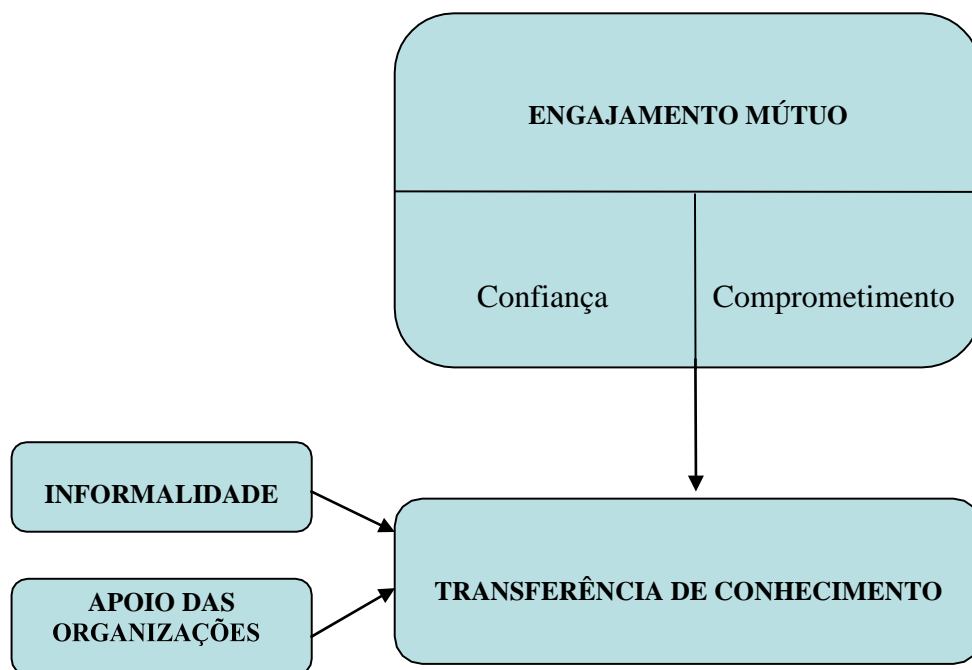 ENGAJAMENTO MÚTUO
Confiança
Comprometimento
INFORMALIDADE
APOIO DAS
ORGANIZAÇÕES
TRANSFERÊNCIA DE CONHECIMENTO